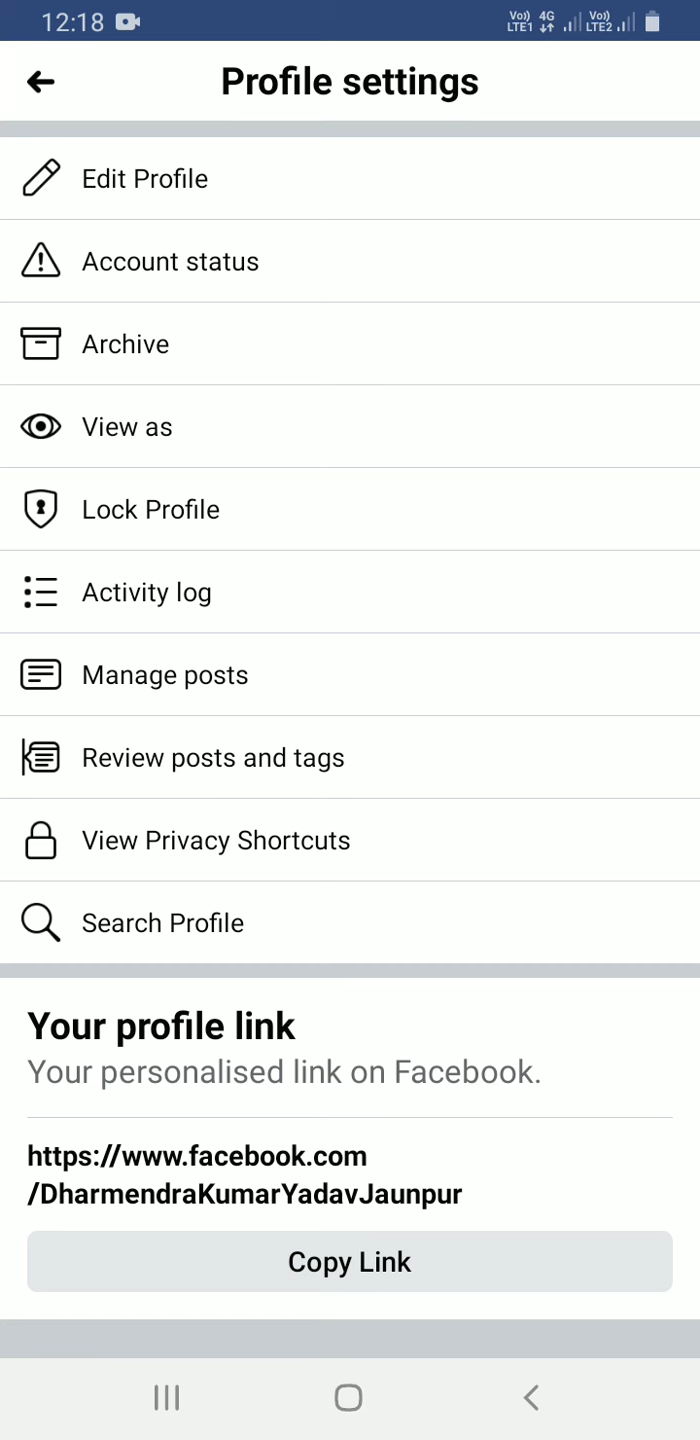 12:18
Vo) 4G Vo)
LTE1 LTE2
Profile settings
Edit Profile
Account status
Archive
View as
Lock Profile
Activity log
Manage posts
Review posts and tags
View Privacy Shortcuts
Search Profile
Your profile link
Your personalised link on Facebook.
https://www.facebook.com
/DharmendraKumarYadavJaunpur
Copy Link